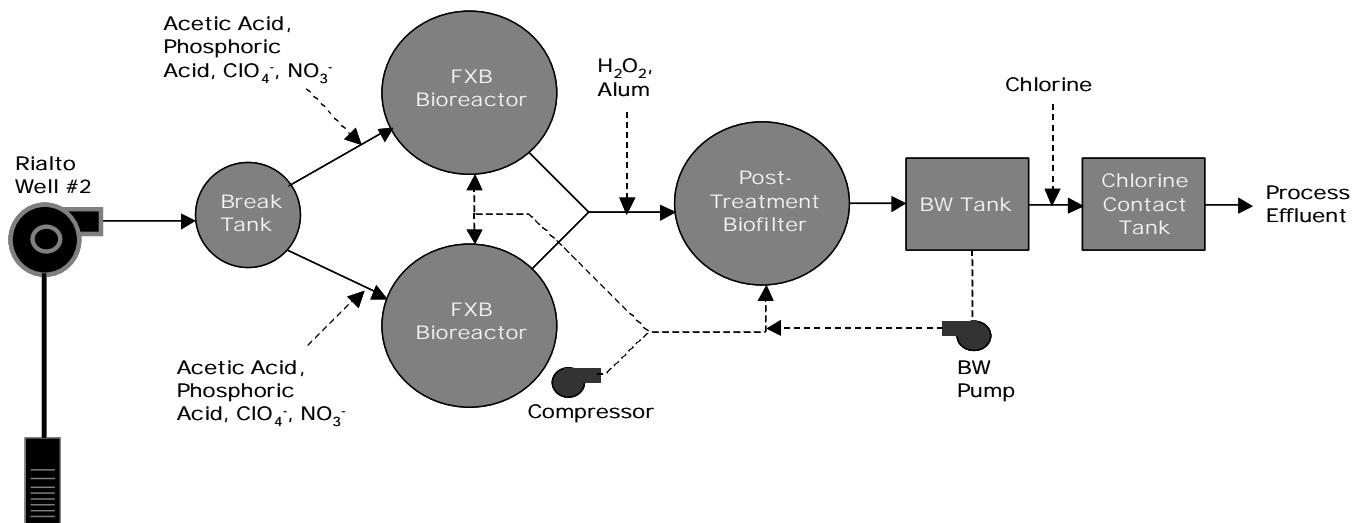 Acetic Acid,
Phosphoric
Acid, ClO₄⁻, NO₃⁻
FXB
Bioreactor
H₂O₂,
Alum
Chlorine
Rialto
Well #2
Break
Tank
Post-
Treatment
Biofilter
BW Tank
Chlorine
Contact
Tank
Process
Effluent
FXB
Bioreactor
Acetic Acid,
Phosphoric
Acid, ClO₄⁻, NO₃⁻
Compressor
BW
Pump